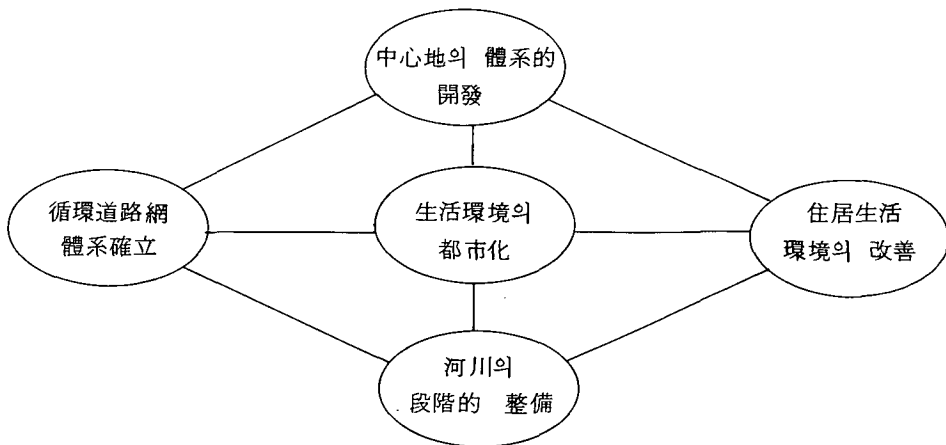 中心地의 體系的
開發
循環道路網
體系確立
生活環境의
都市化
住居生活
環境의 改善
河川의
段階的 整備